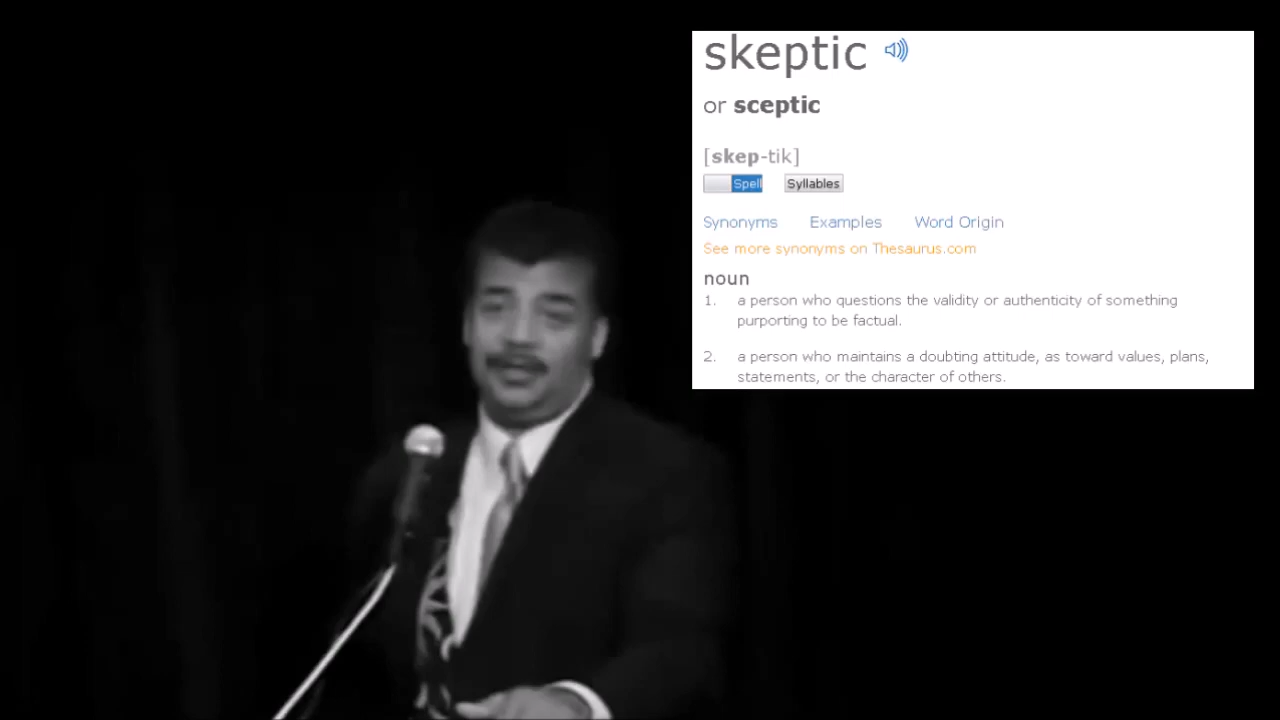 skeptic
or sceptic
[skep-tik]
Spell Syllables
Synonyms Examples Word Origin
See more synonyms on Thesaurus.com
noun
1. a person who questions the validity or authenticity of something
purporting to be factual.
2. a person who maintains a doubting attitude, as toward values, plans,
statements, or the character of others.